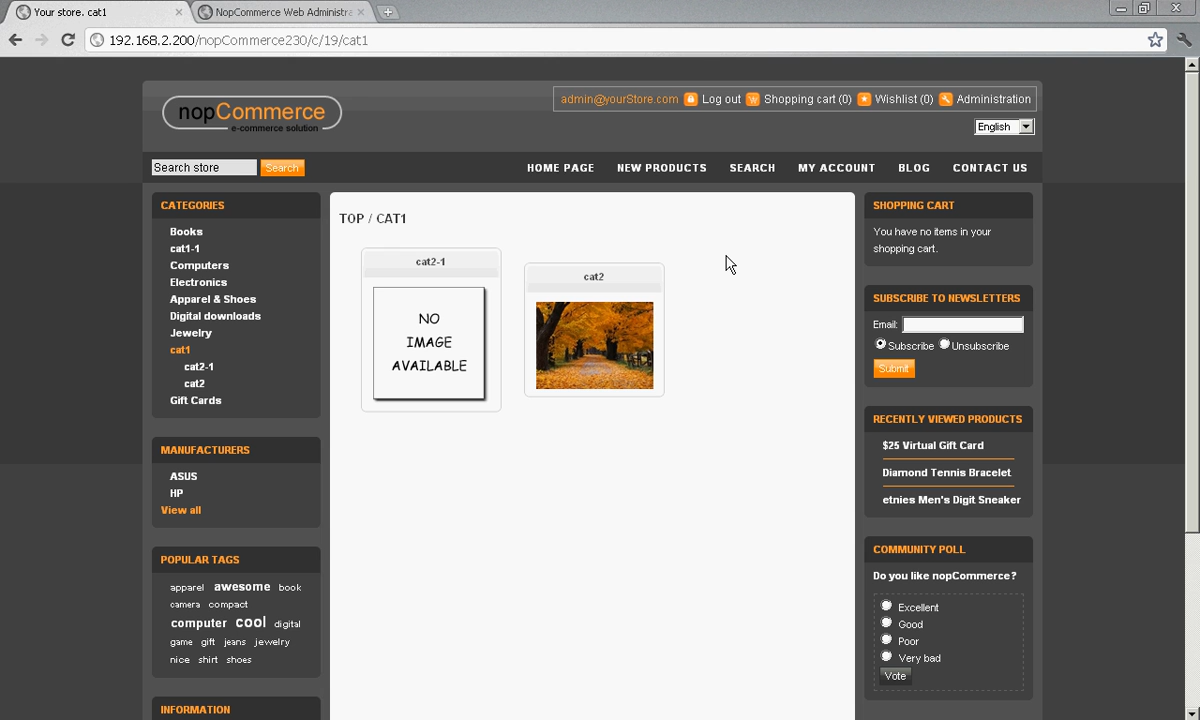 Your store. cat1
NopCommerce Web Administra
192.168.2.200/nopCommerce230/c/19/cat1
nopCommerce
e-commerce solution
admin@yourStore.com Log out Shopping cart (0) Wishlist (0) Administration
English
Search store Search
HOME PAGE NEW PRODUCTS SEARCH MY ACCOUNT BLOG CONTACT US
CATEGORIES
Books
cat1-1
Computers
Electronics
Apparel & Shoes
Digital downloads
Jewelry
cat1
cat2-1
cat2
Gift Cards
MANUFACTURERS
ASUS
HP
View all
POPULAR TAGS
apparel awesome book
camera compact
computer cool digital
game gift jeans jewelry
nice shirt shoes
INFORMATION
TOP / CAT1
cat2-1
NO
IMAGE
AVAILABLE
cat2
SHOPPING CART
You have no items in your
shopping cart.
SUBSCRIBE TO NEWSLETTERS
Email:
Subscribe Unsubscribe
Submit
RECENTLY VIEWED PRODUCTS
$25 Virtual Gift Card
Diamond Tennis Bracelet
etnies Men's Digit Sneaker
COMMUNITY POLL
Do you like nopCommerce?
Excellent
Good
Poor
Very bad
Vote